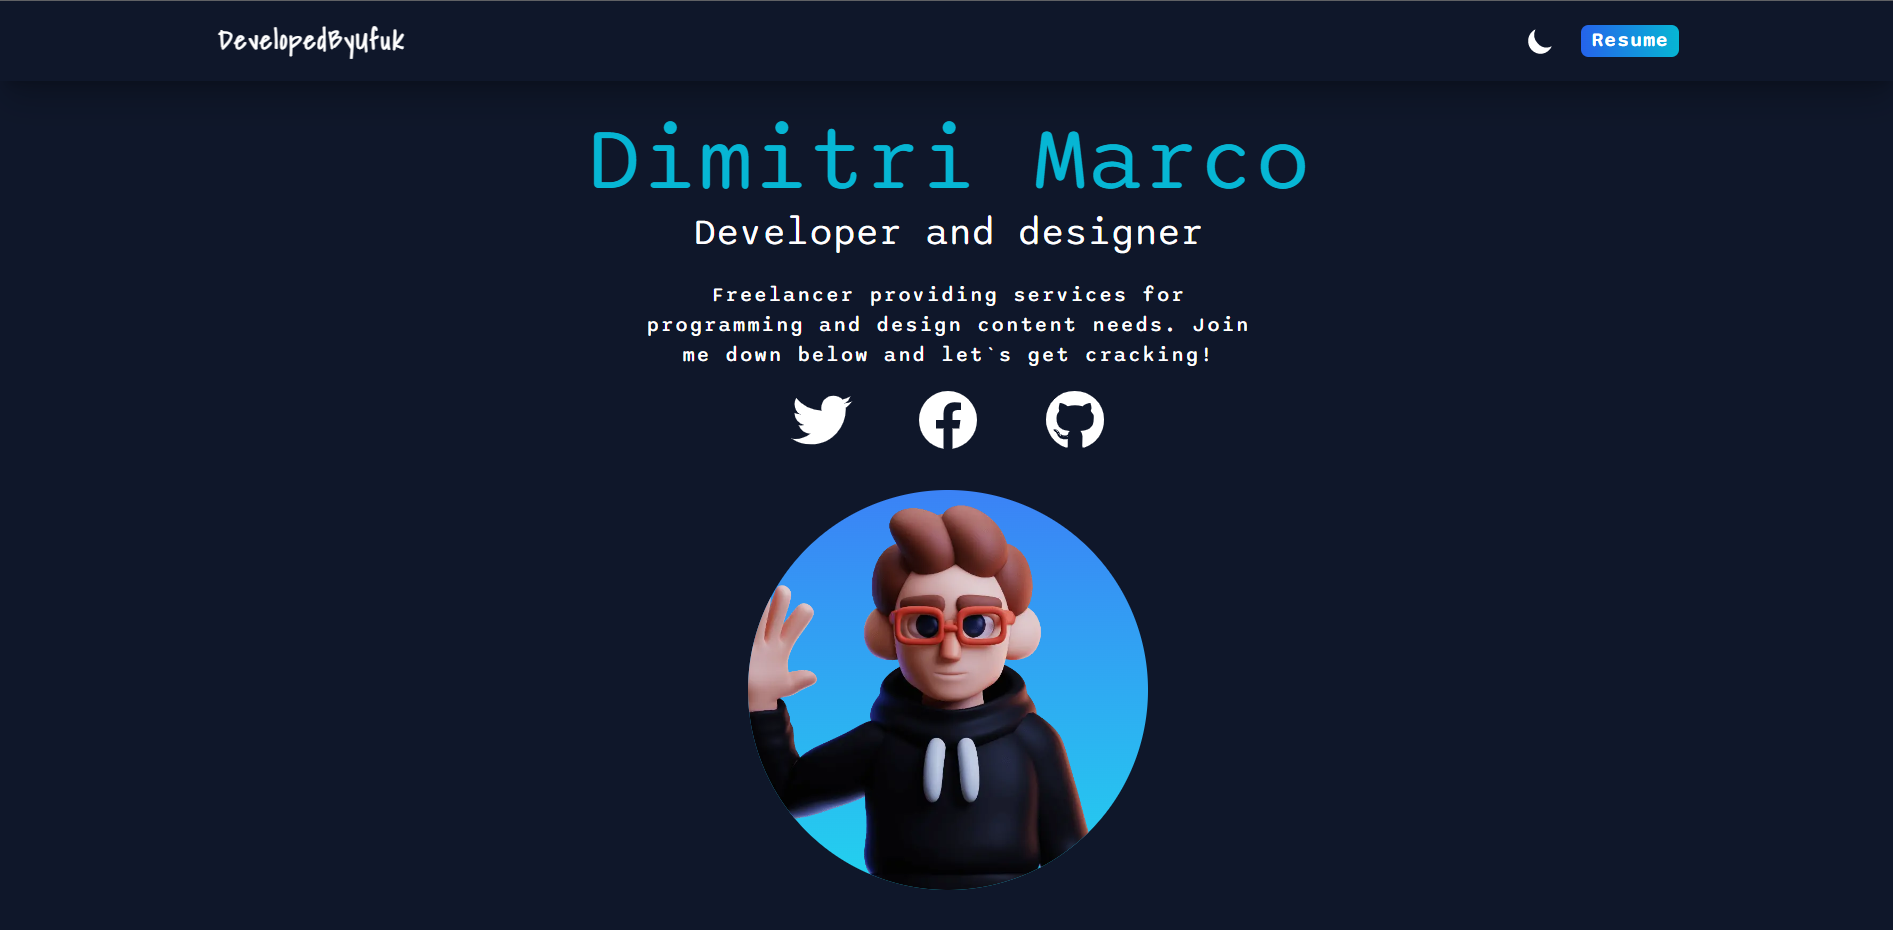 DevelopedByUfuk
Resume
Dimitri Marco
Developer and designer
Freelancer providing services for
programming and design content needs. Join
me down below and let`s get cracking!